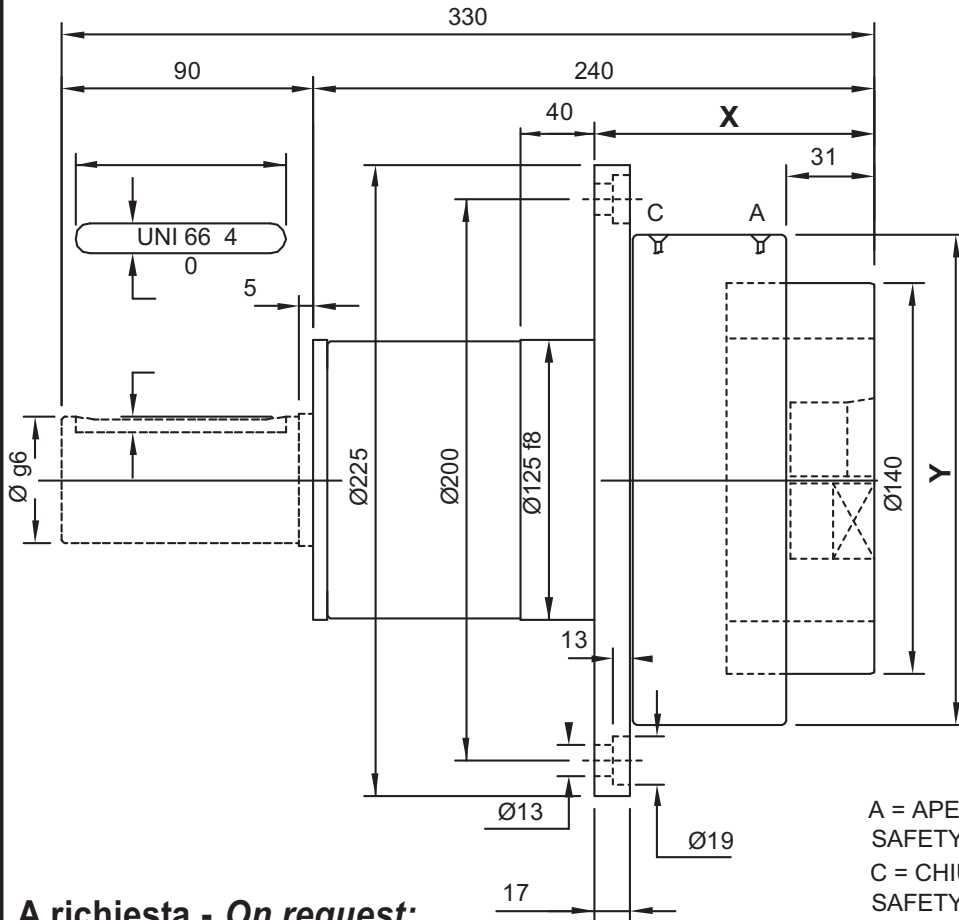 330
90
240
40
X
31
C
A
UNI 66 4
0
5
Ø g6
Ø225
Ø200
Ø125 f8
Ø140
Y
13
Ø13
Ø19
17
A = APE
SAFETY
C = CHIU
SAFETY
A richiesta - On request: